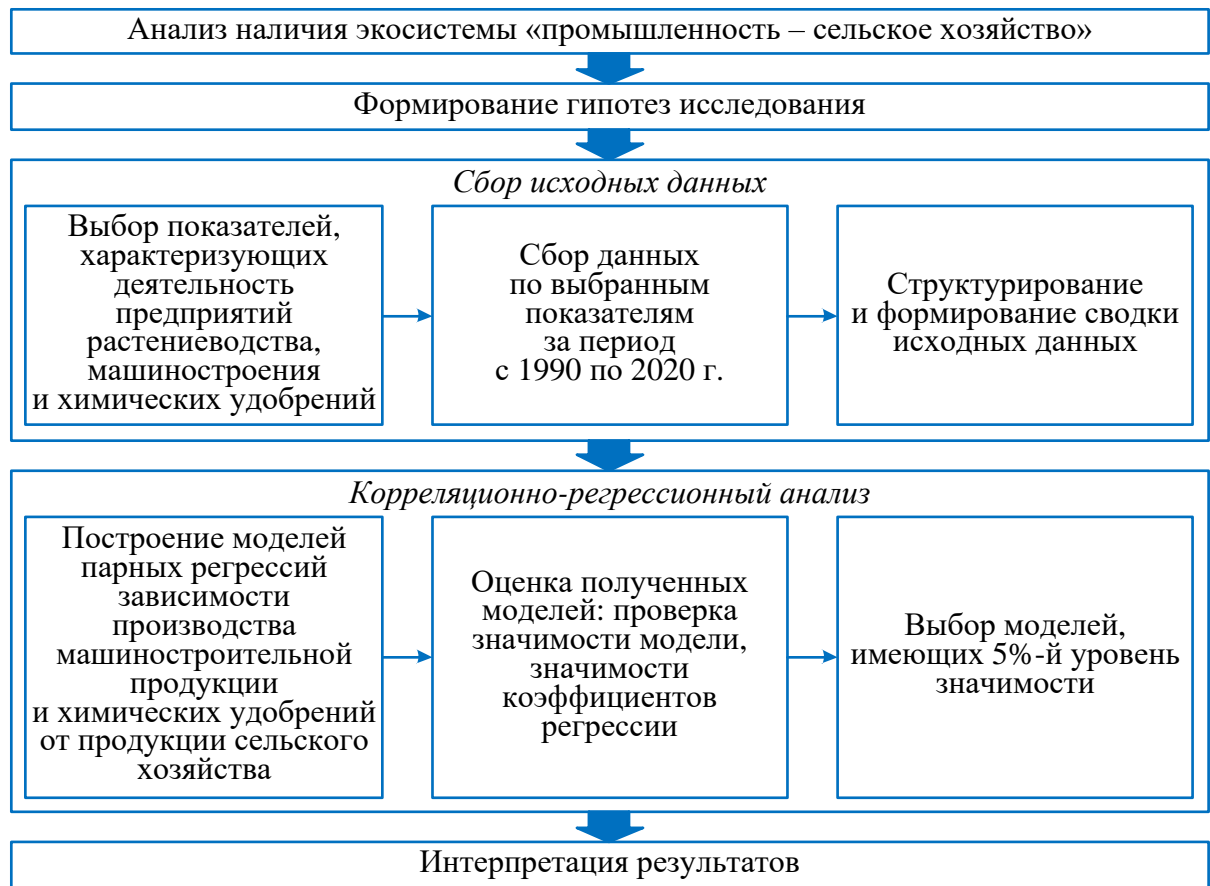 Анализ наличия экосистемы «промышленность – сельское хозяйство»
Формирование гипотез исследования
Сбор исходных данных
Выбор показателей,
характеризующих
деятельность
предприятий
растениеводства,
машиностроения
и химических удобрений
Сбор данных
по выбранным
показателям
за период
с 1990 по 2020 г.
Структурирование
и формирование сводки
исходных данных
Корреляционно-регрессионный анализ
Построение моделей
парных регрессий
зависимости
производства
машиностроительной
продукции
и химических удобрений
от продукции сельского
хозяйства
Оценка полученных
моделей: проверка
значимости модели,
значимости
коэффициентов
регрессии
Выбор моделей,
имеющих 5%-й уровень
значимости
Интерпретация результатов